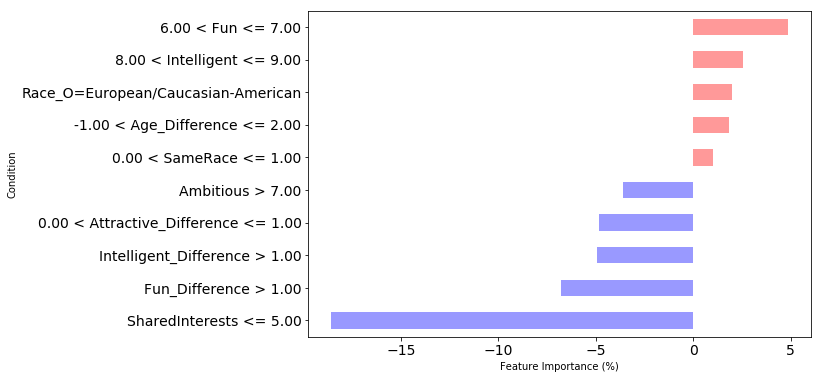 6.00 < Fun <= 7.00
8.00 < Intelligent <= 9.00
Race_O=European/Caucasian-American
-1.00 < Age_Difference <= 2.00
0.00 < SameRace <= 1.00
Ambitious > 7.00
0.00 < Attractive_Difference <= 1.00
Intelligent_Difference > 1.00
Fun_Difference > 1.00
SharedInterests <= 5.00
Condition
−15 −10 −5 0 5
Feature Importance (%)